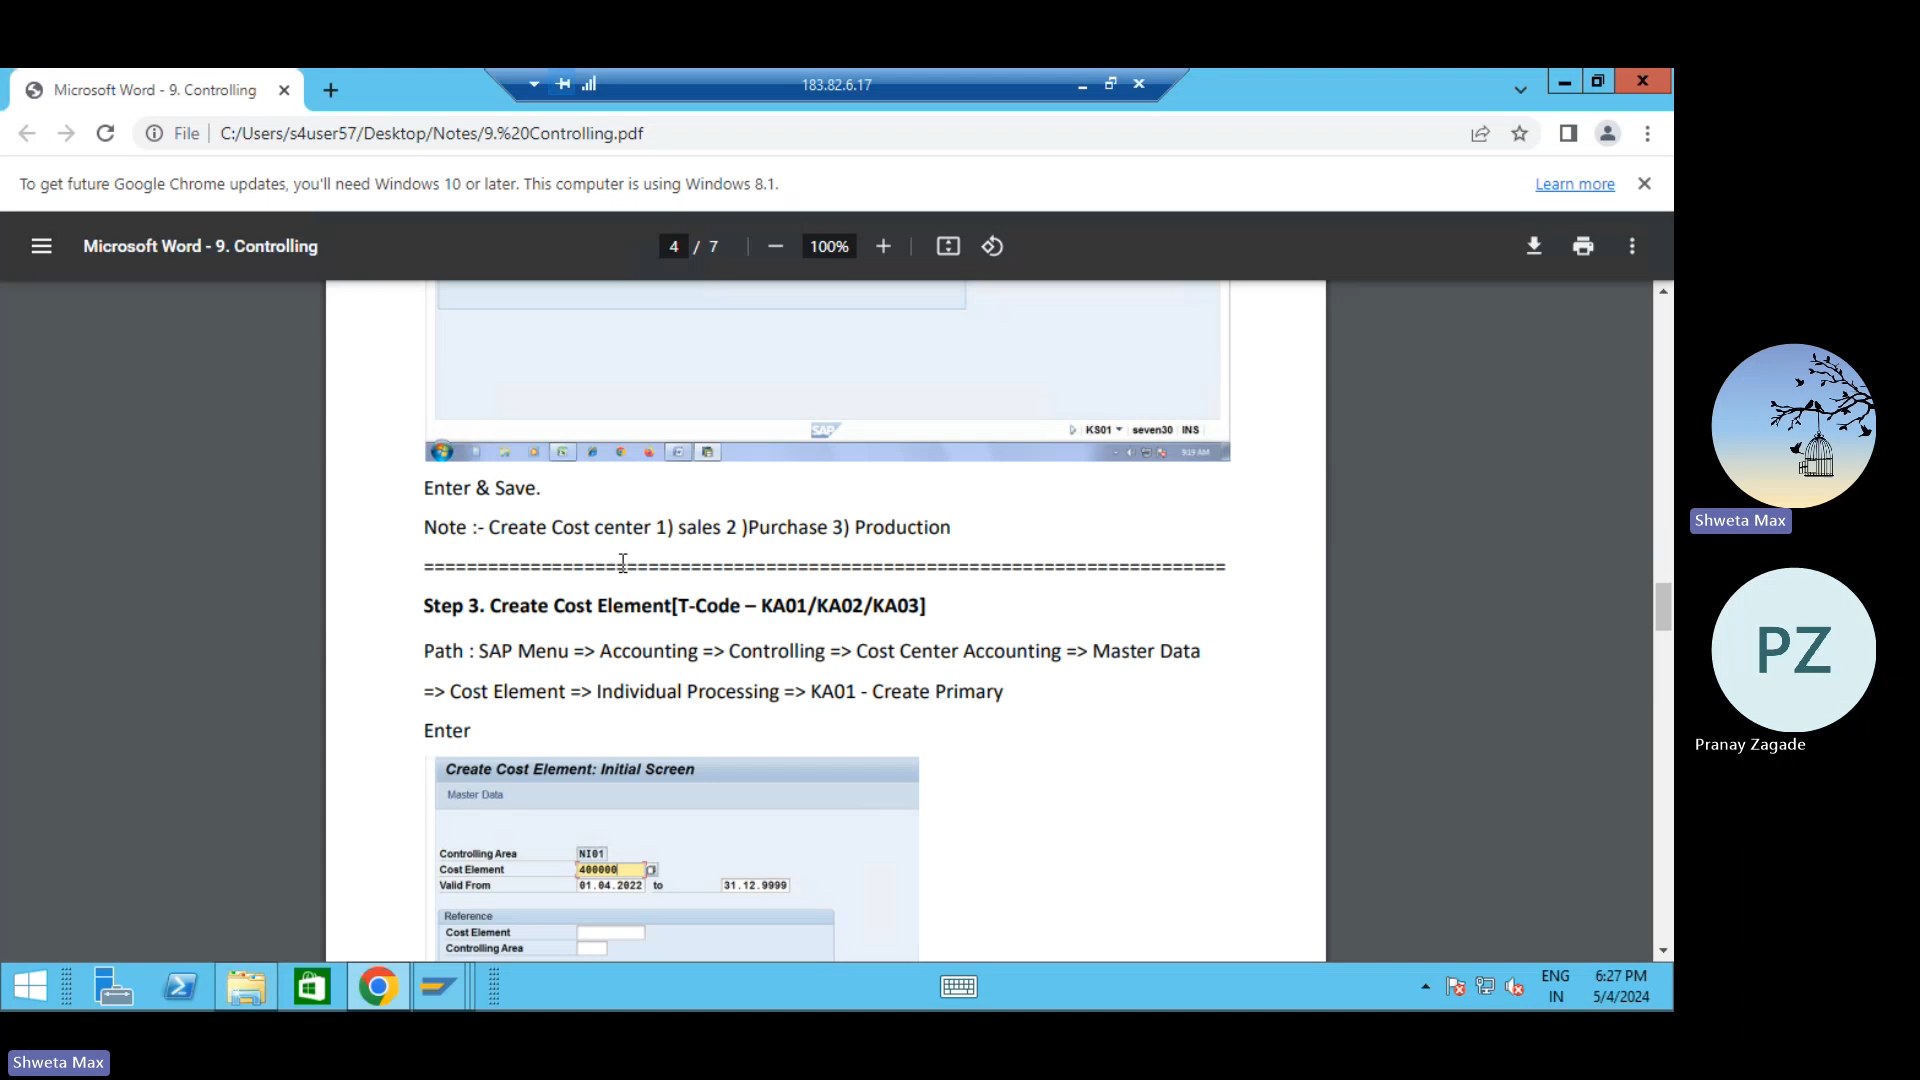 Microsoft Word - 9. Controlling
183.82.6.17
File
C:/Users/s4user57/Desktop/Notes/9.%20Controlling.pdf
To get future Google Chrome updates, you'll need Windows 10 or later. This computer is using Windows 8.1.
Learn more
Microsoft Word - 9. Controlling
4 / 7
100%
SAP
KS01
seven30
INS
9:19 AM
Enter & Save.
Note :- Create Cost center 1) sales 2 )Purchase 3) Production
===========================================================================
Step 3. Create Cost Element[T-Code – KA01/KA02/KA03]
Path : SAP Menu => Accounting => Controlling => Cost Center Accounting => Master Data
=> Cost Element => Individual Processing => KA01 - Create Primary
Enter
Create Cost Element: Initial Screen
Master Data
Controlling Area NI01
Cost Element 400000
Valid From 01.04.2022 to 31.12.9999
Reference
Cost Element
Controlling Area
ENG
IN
6:27 PM
5/4/2024
Shweta Max
PZ
Pranay Zagade
Shweta Max